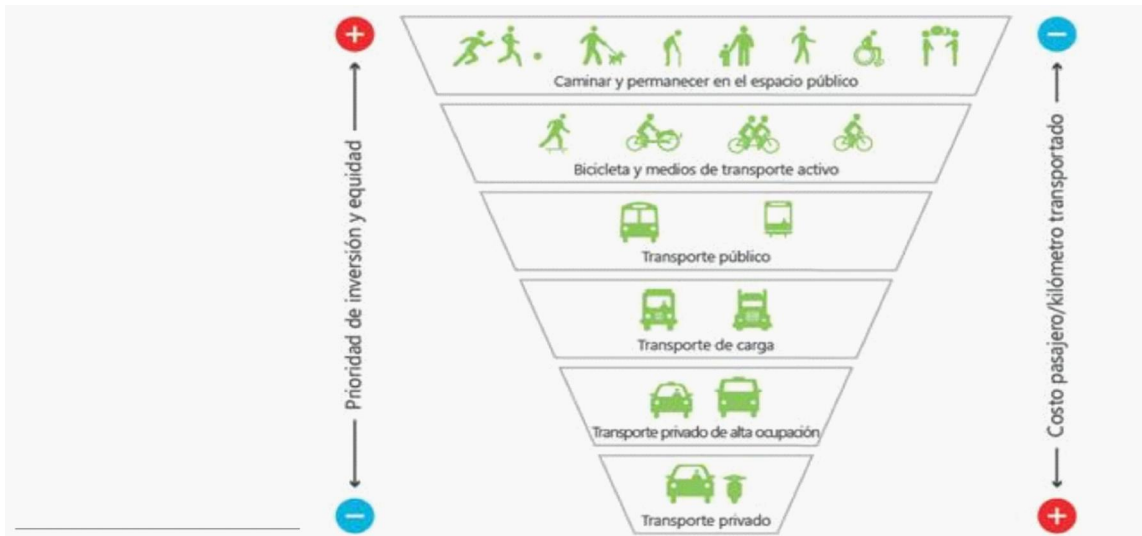 Prioridad de inversión y equidad
Caminar y permanecer en el espacio público
Bicicleta y medios de transporte activo
Transporte público
Transporte de carga
Transporte privado de alta ocupación
Transporte privado
Costo pasajero/kilómetro transportado